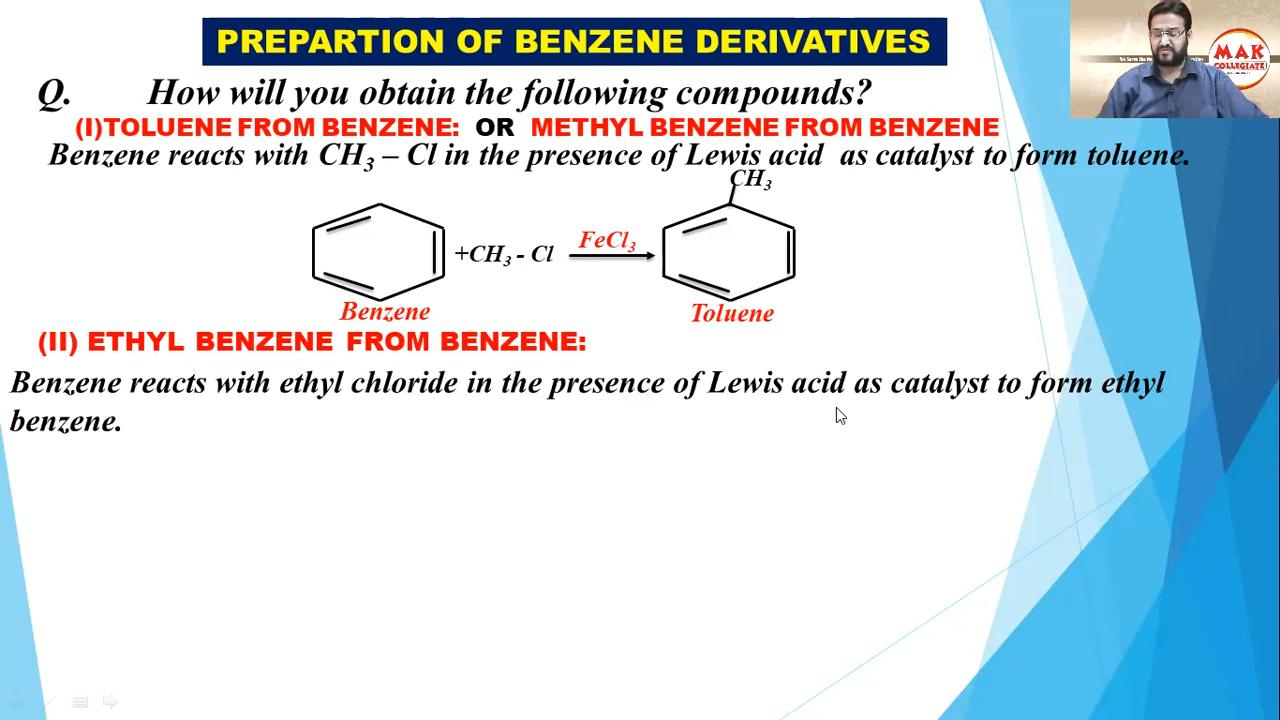 PREPARTION OF BENZENE DERIVATIVES
MAK
COLLEGIATE
Q. How will you obtain the following compounds?
(I)TOLUENE FROM BENZENE: OR METHYL BENZENE FROM BENZENE
Benzene reacts with CH₃ – Cl in the presence of Lewis acid as catalyst to form toluene.
CH₃
+CH₃ - Cl FeCl₃
Benzene Toluene
(II) ETHYL BENZENE FROM BENZENE:
Benzene reacts with ethyl chloride in the presence of Lewis acid as catalyst to form ethyl
benzene.